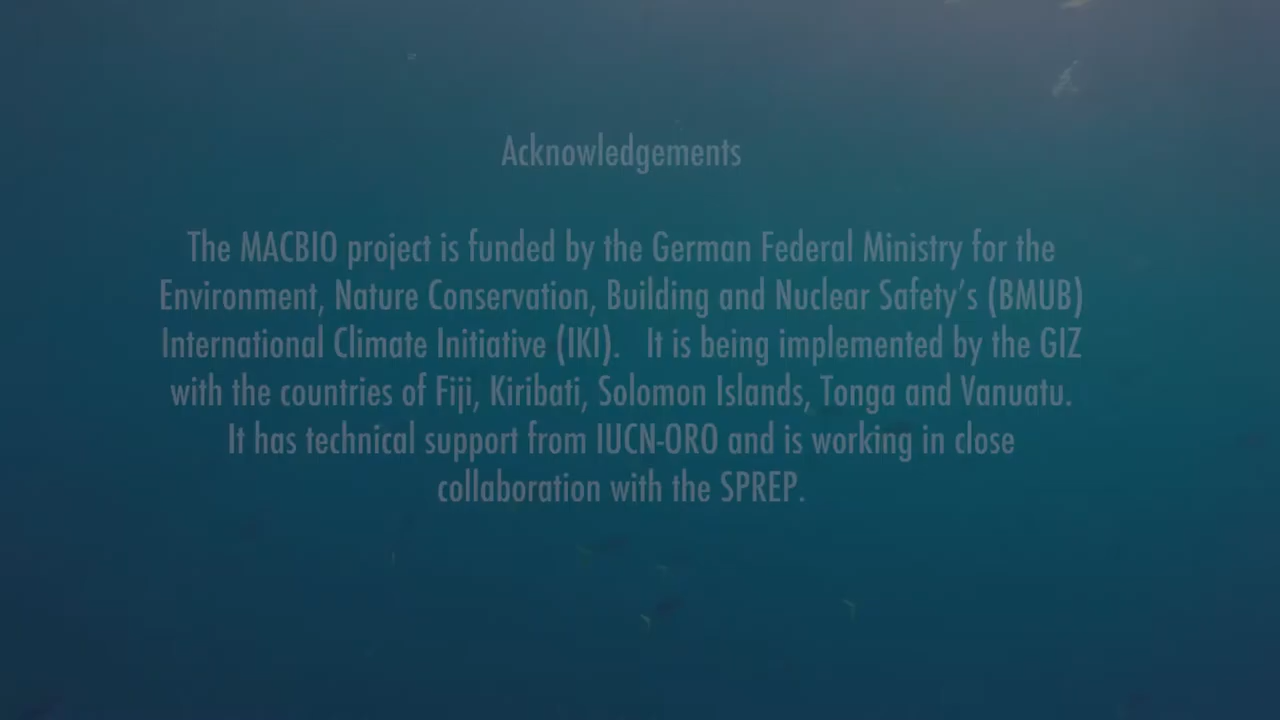 Acknowledgements
The MACBIO project is funded by the German Federal Ministry for the
Environment, Nature Conservation, Building and Nuclear Safety’s (BMUB)
International Climate Initiative (IKI).   It is being implemented by the GIZ
with the countries of Fiji, Kiribati, Solomon Islands, Tonga and Vanuatu.
It has technical support from IUCN-ORO and is working in close
collaboration with the SPREP.